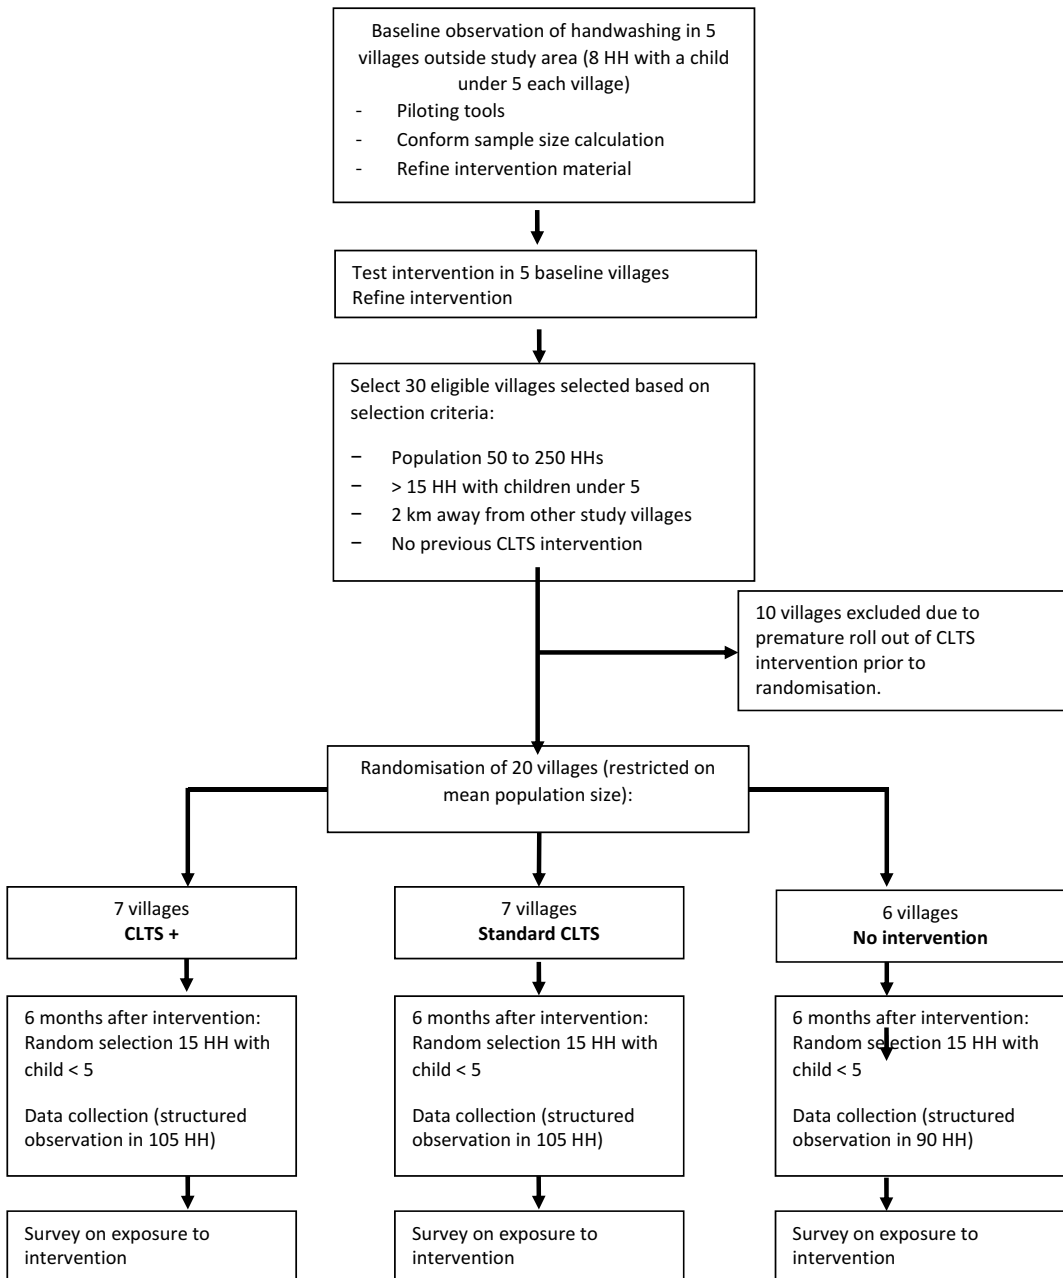 Baseline observation of handwashing in 5
villages outside study area (8 HH with a child
under 5 each village)
- Piloting tools
- Conform sample size calculation
- Refine intervention material
Test intervention in 5 baseline villages
Refine intervention
Select 30 eligible villages selected based on
selection criteria:
− Population 50 to 250 HHs
− > 15 HH with children under 5
− 2 km away from other study villages
− No previous CLTS intervention
10 villages excluded due to
premature roll out of CLTS
intervention prior to
randomisation.
Randomisation of 20 villages (restricted on
mean population size):
7 villages
CLTS +
7 villages
Standard CLTS
6 villages
No intervention
6 months after intervention:
Random selection 15 HH with
child < 5
Data collection (structured
observation in 105 HH)
6 months after intervention:
Random selection 15 HH with
child < 5
Data collection (structured
observation in 105 HH)
6 months after intervention:
Random selection 15 HH with
child < 5
Data collection (structured
observation in 90 HH)
Survey on exposure to
intervention
Survey on exposure to
intervention
Survey on exposure to
intervention